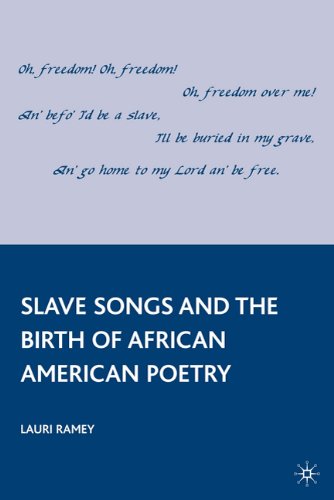 Oh, freedom! Oh, freedom!
Oh, freedom over me!
An' befo' I'd be a slave,
I'll be buried in my grave,
An' go home to my Lord an' be free.
SLAVE SONGS AND THE
BIRTH OF AFRICAN
AMERICAN POETRY
LAURI RAMEY